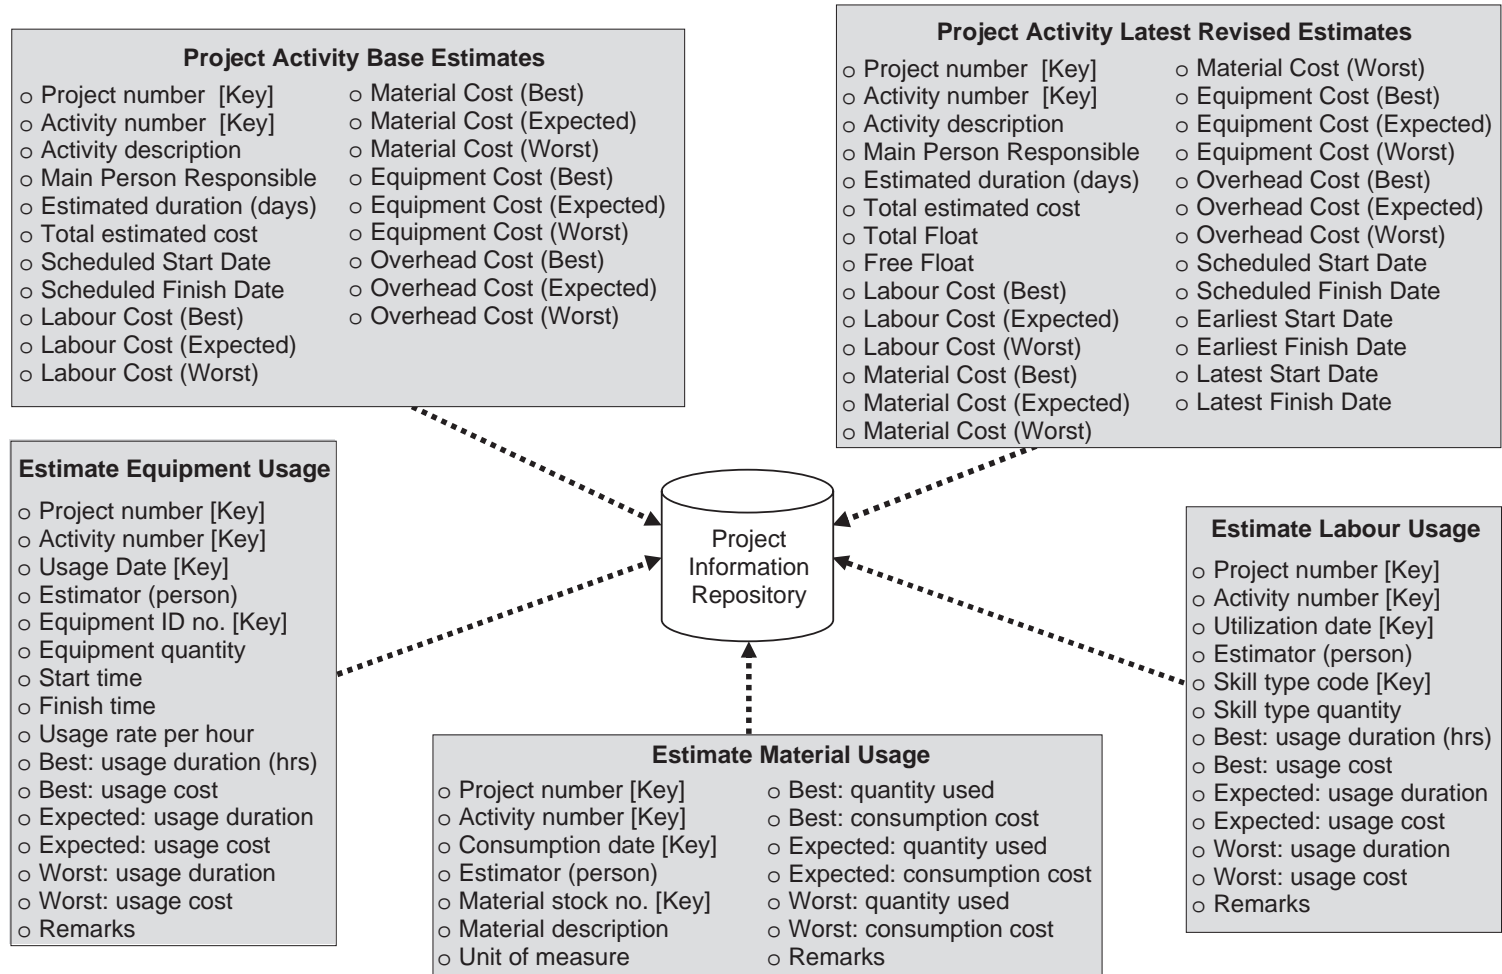 Project Activity Base Estimates
o Project number [Key]
o Activity number [Key]
o Activity description
o Main Person Responsible
o Estimated duration (days)
o Total estimated cost
o Scheduled Start Date
o Scheduled Finish Date
o Labour Cost (Best)
o Labour Cost (Expected)
o Labour Cost (Worst)
o Material Cost (Best)
o Material Cost (Expected)
o Material Cost (Worst)
o Equipment Cost (Best)
o Equipment Cost (Expected)
o Equipment Cost (Worst)
o Overhead Cost (Best)
o Overhead Cost (Expected)
o Overhead Cost (Worst)
Project Activity Latest Revised Estimates
o Project number [Key]
o Activity number [Key]
o Activity description
o Main Person Responsible
o Estimated duration (days)
o Total estimated cost
o Total Float
o Free Float
o Labour Cost (Best)
o Labour Cost (Expected)
o Labour Cost (Worst)
o Material Cost (Best)
o Material Cost (Expected)
o Material Cost (Worst)
o Material Cost (Worst)
o Equipment Cost (Best)
o Equipment Cost (Expected)
o Equipment Cost (Worst)
o Overhead Cost (Best)
o Overhead Cost (Expected)
o Overhead Cost (Worst)
o Scheduled Start Date
o Scheduled Finish Date
o Earliest Start Date
o Earliest Finish Date
o Latest Start Date
o Latest Finish Date
Estimate Equipment Usage
o Project number [Key]
o Activity number [Key]
o Usage Date [Key]
o Estimator (person)
o Equipment ID no. [Key]
o Equipment quantity
o Start time
o Finish time
o Usage rate per hour
o Best: usage duration (hrs)
o Best: usage cost
o Expected: usage duration
o Expected: usage cost
o Worst: usage duration
o Worst: usage cost
o Remarks
Project
Information
Repository
Estimate Material Usage
o Project number [Key]
o Activity number [Key]
o Consumption date [Key]
o Estimator (person)
o Material stock no. [Key]
o Material description
o Unit of measure
o Best: quantity used
o Best: consumption cost
o Expected: quantity used
o Expected: consumption cost
o Worst: quantity used
o Worst: consumption cost
o Remarks
Estimate Labour Usage
o Project number [Key]
o Activity number [Key]
o Utilization date [Key]
o Estimator (person)
o Skill type code [Key]
o Skill type quantity
o Best: usage duration (hrs)
o Best: usage cost
o Expected: usage duration
o Expected: usage cost
o Worst: usage duration
o Worst: usage cost
o Remarks